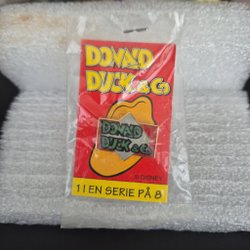 DONALD
DUCK & Co
DONALD
DUCK & Co
© DISNEY
1 I EN SERIE PÅ 8